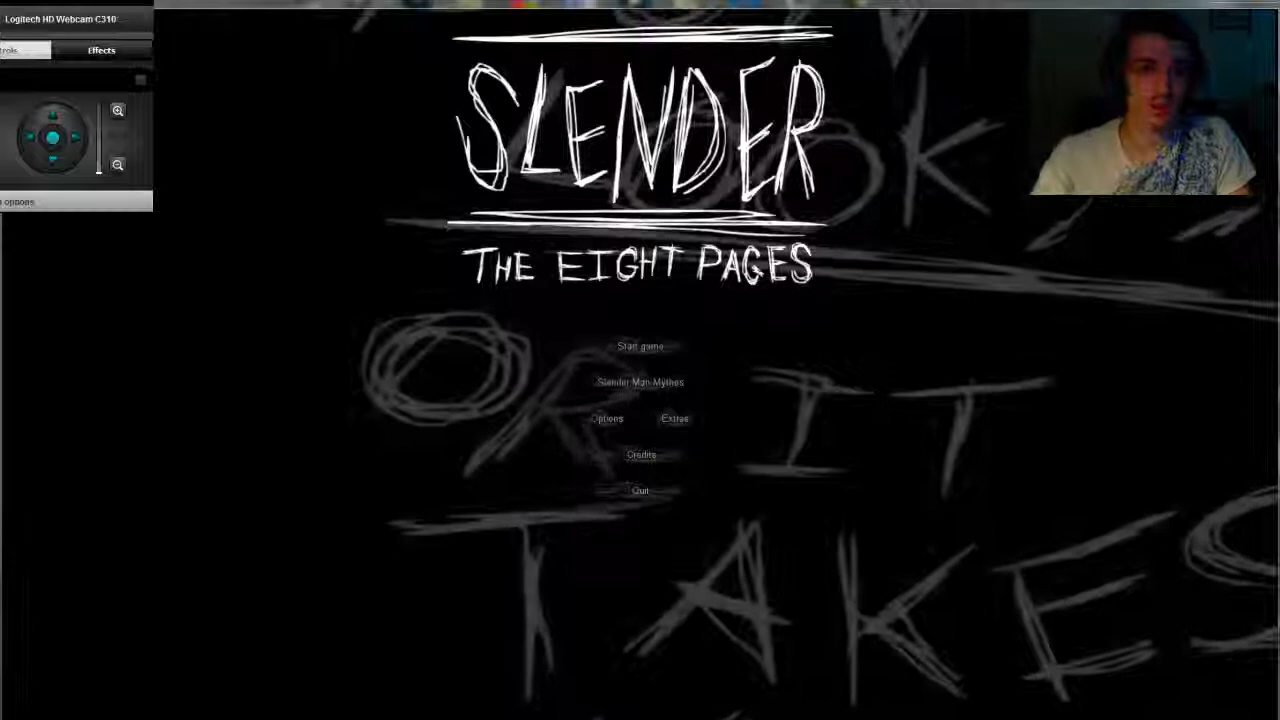 Logitech HD Webcam C310
Effects
options
SLENDER
THE EIGHT PAGES
Start game
Slender Man Mythos
Options Extras
Credits
Quit
OR IT
TAKES